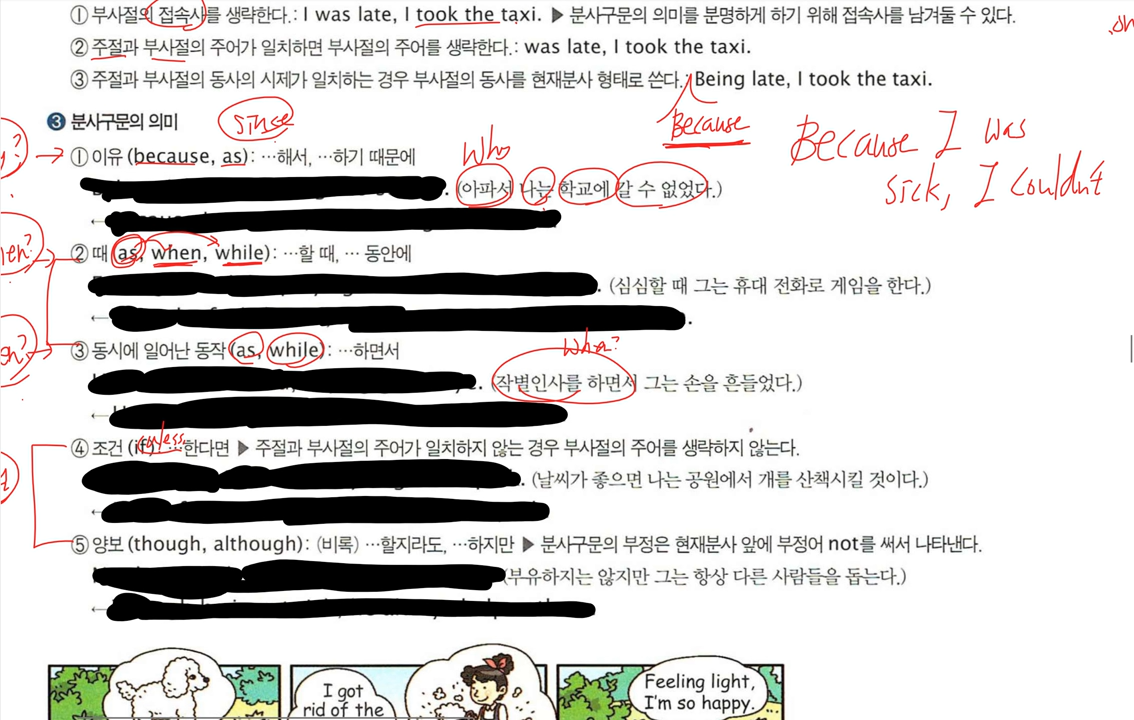 ① 부사절의 접속사를 생략한다.: I was late, I took the taxi. ▶ 분사구문의 의미를 분명하게 하기 위해 접속사를 남겨둘 수 있다.
② 주절과 부사절의 주어가 일치하면 부사절의 주어를 생략한다.: was late, I took the taxi.
③ 주절과 부사절의 동사의 시제가 일치하는 경우 부사절의 동사를 현재분사 형태로 쓴다.: Being late, I took the taxi.
Because
Because I was
sick, I couldn't
③ 분사구문의 의미
since
① 이유 (because, as): …해서, …하기 때문에
(아파서 나는 학교에 갈 수 없었다.)
② 때 (as, when, while): …할 때, … 동안에
(심심할 때 그는 휴대 전화로 게임을 한다.)
③ 동시에 일어난 동작 (as, while): …하면서
(작별인사를 하면서 그는 손을 흔들었다.)
④ 조건 (if): …한다면 ▶ 주절과 부사절의 주어가 일치하지 않는 경우 부사절의 주어를 생략하지 않는다.
(날씨가 좋으면 나는 공원에서 개를 산책시킬 것이다.)
⑤ 양보 (though, although): (비록) …할지라도, …하지만 ▶ 분사구문의 부정은 현재분사 앞에 부정어 not를 써서 나타낸다.
(부유하지는 않지만 그는 항상 다른 사람들을 돕는다.)
I got
rid of the
Feeling light,
I'm so happy.